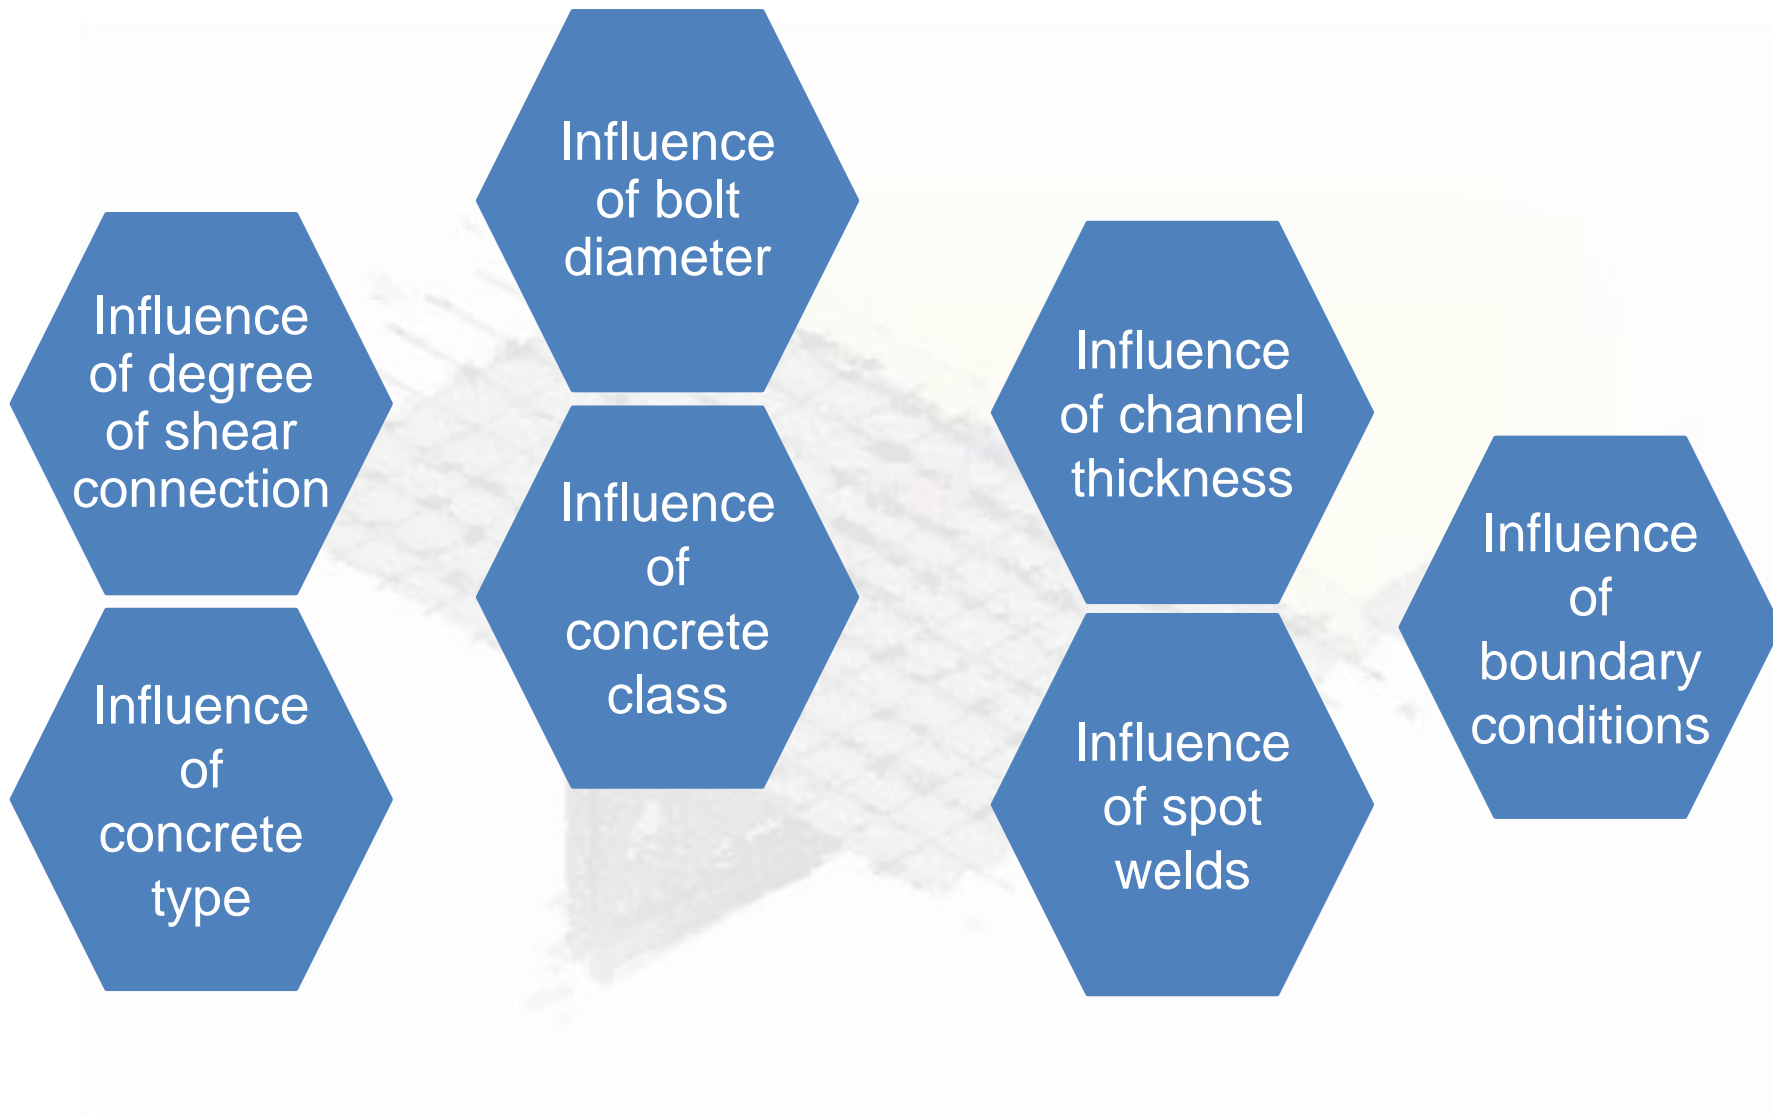 Influence
of degree
of shear
connection
Influence
of
concrete
type
Influence
of bolt
diameter
Influence
of
concrete
class
Influence
of channel
thickness
Influence
of spot
welds
Influence
of
boundary
conditions